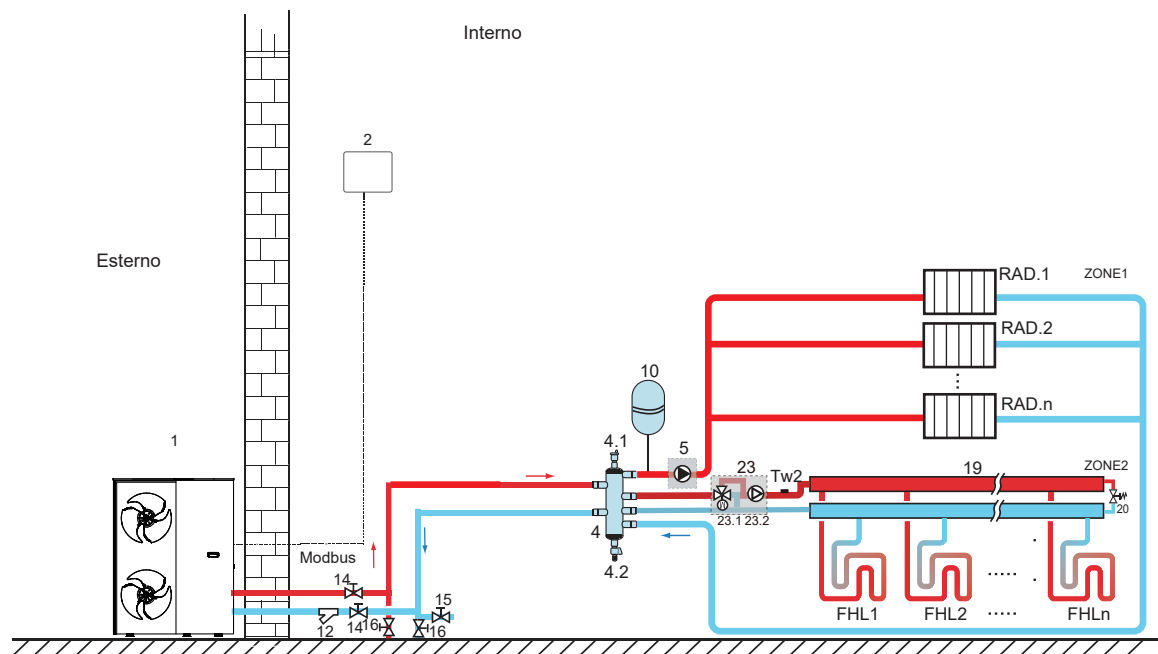 Interno
2
Esterno
RAD.1
ZONE1
RAD.2
10
RAD.n
4.1
5
1
23
Tw2
19
ZONE2
20
23.1
23.2
4
4.2
Modbus
14
15
12
14
16
16
FHL1
FHL2
FHLn